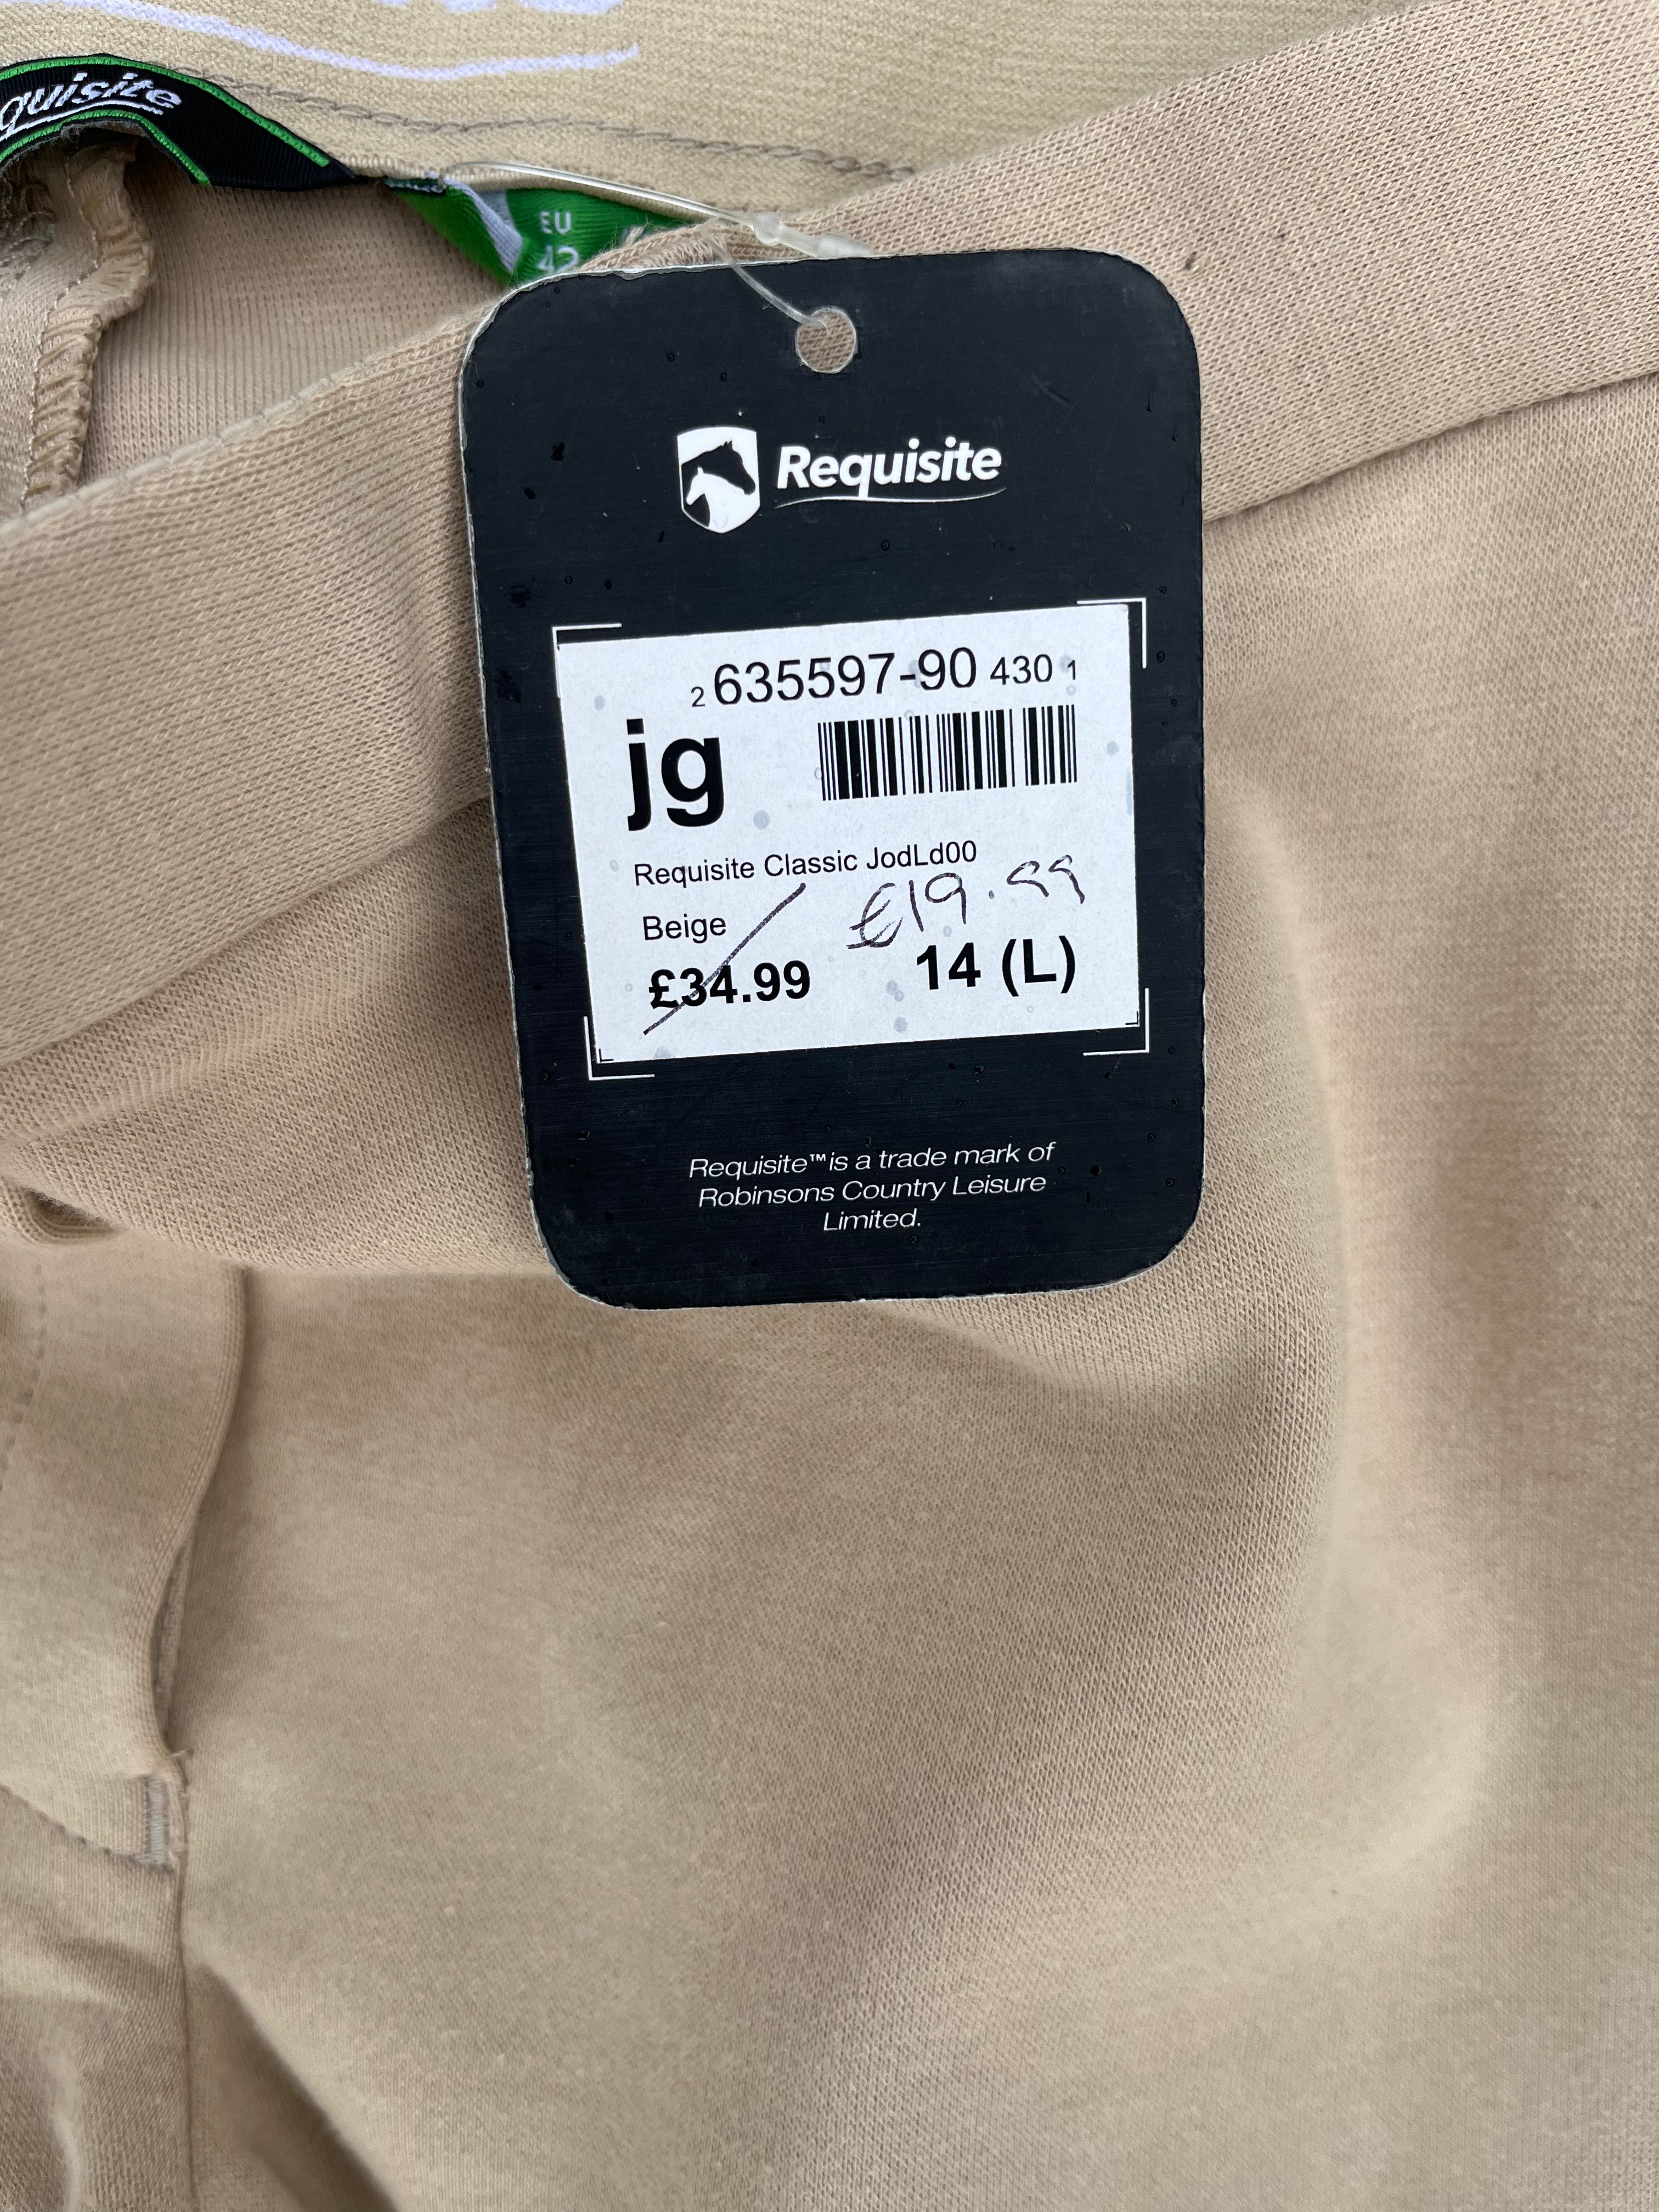 quisite
EU
42
Requisite
2 635597-90 430 1
jg
Requisite Classic JodLd00
£19.99
Beige
£34.99 14 (L)
Requisite™ is a trade mark of
Robinsons Country Leisure
Limited.